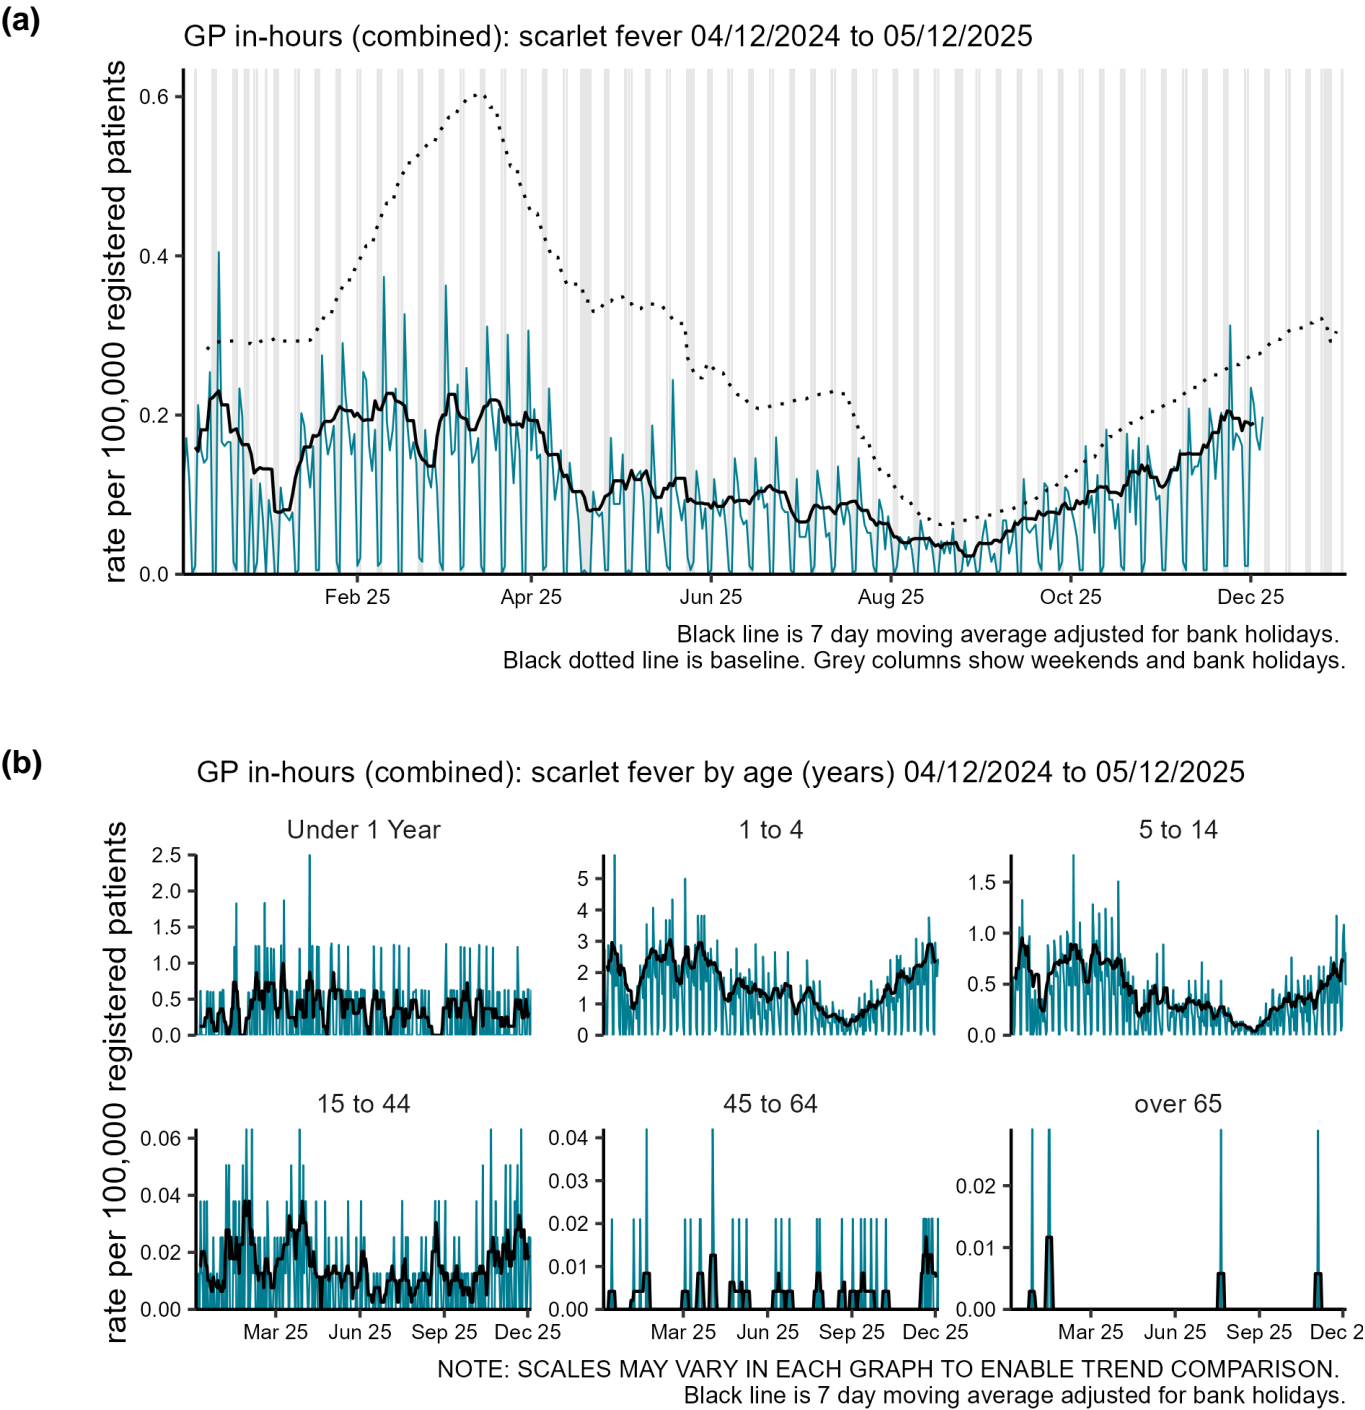 (a)
GP in-hours (combined): scarlet fever 04/12/2024 to 05/12/2025
rate per 100,000 registered patients
0.6
0.4
0.2
0.0
Feb 25 Apr 25 Jun 25 Aug 25 Oct 25 Dec 25
Black line is 7 day moving average adjusted for bank holidays.
Black dotted line is baseline. Grey columns show weekends and bank holidays.
(b)
GP in-hours (combined): scarlet fever by age (years) 04/12/2024 to 05/12/2025
rate per 100,000 registered patients
Under 1 Year
2.5
2.0
1.5
1.0
0.5
0.0
1 to 4
5
4
3
2
1
0
5 to 14
1.5
1.0
0.5
0.0
15 to 44
0.06
0.04
0.02
0.00
Mar 25 Jun 25 Sep 25 Dec 25
45 to 64
0.04
0.03
0.02
0.01
0.00
Mar 25 Jun 25 Sep 25 Dec 25
over 65
0.02
0.01
0.00
Mar 25 Jun 25 Sep 25 Dec 2
NOTE: SCALES MAY VARY IN EACH GRAPH TO ENABLE TREND COMPARISON.
Black line is 7 day moving average adjusted for bank holidays.